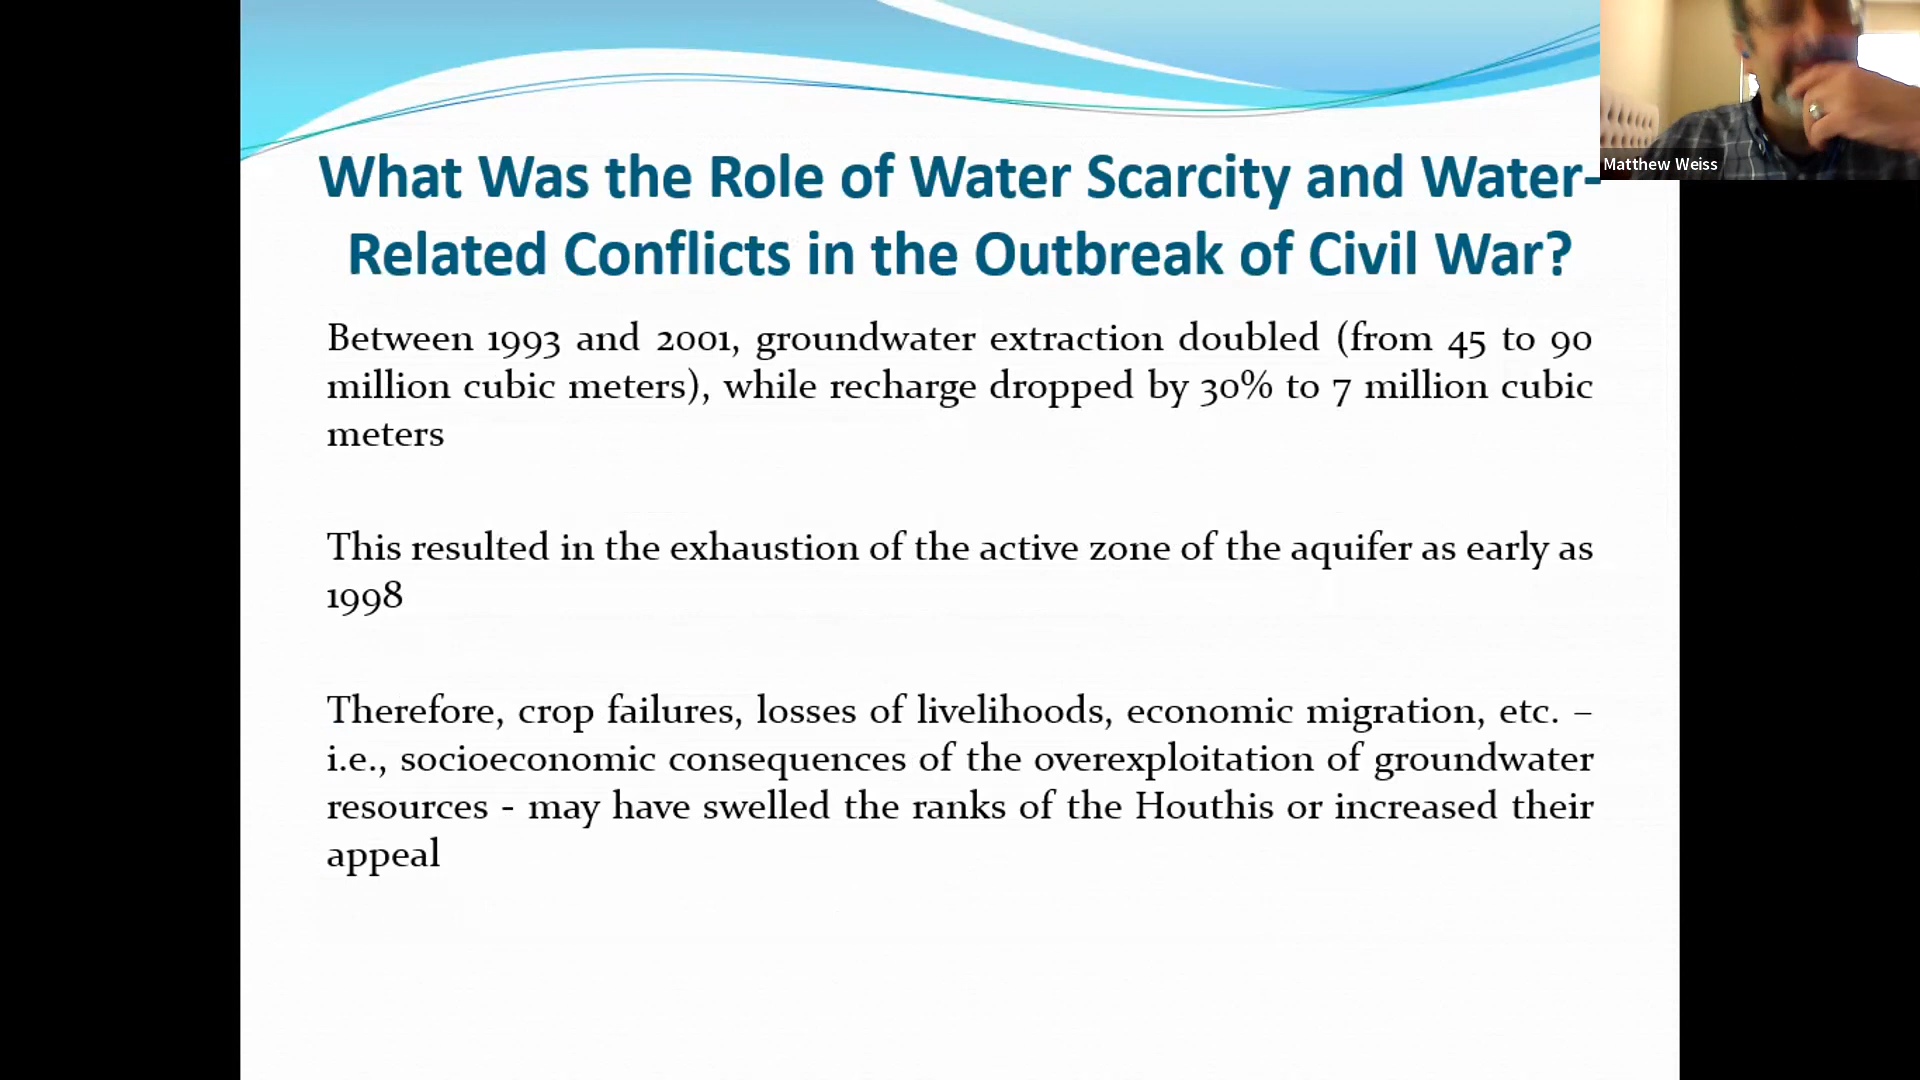 Matthew Weiss
What Was the Role of Water Scarcity and Water-
Related Conflicts in the Outbreak of Civil War?
Between 1993 and 2001, groundwater extraction doubled (from 45 to 90
million cubic meters), while recharge dropped by 30% to 7 million cubic
meters
This resulted in the exhaustion of the active zone of the aquifer as early as
1998
Therefore, crop failures, losses of livelihoods, economic migration, etc. –
i.e., socioeconomic consequences of the overexploitation of groundwater
resources - may have swelled the ranks of the Houthis or increased their
appeal